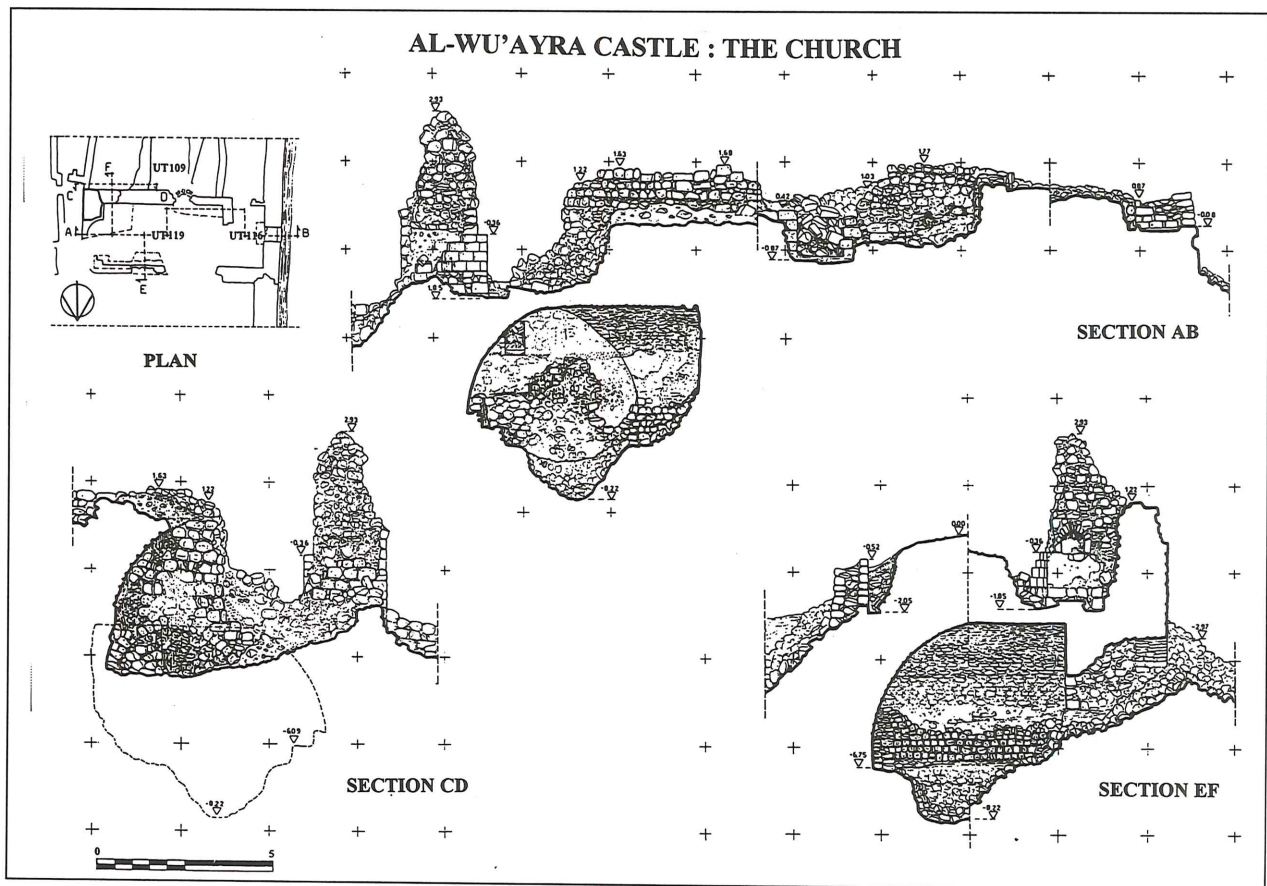 AL-WU'AYRA CASTLE : THE CHURCH
2.93
1.22
1.63
1.68
0.42
1.03
1.77
0.87
-0.08
-0.36
1.85
-0.87
F
UT109
C
D
A
UT119
UT116
B
E
PLAN
SECTION AB
-8.22
2.93
1.63
1.22
-0.36
-6.09
-8.22
SECTION CD
2.93
1.22
0.00
-0.52
-0.36
-2.05
-1.85
-2.97
-6.75
-8.22
SECTION EF
0 5